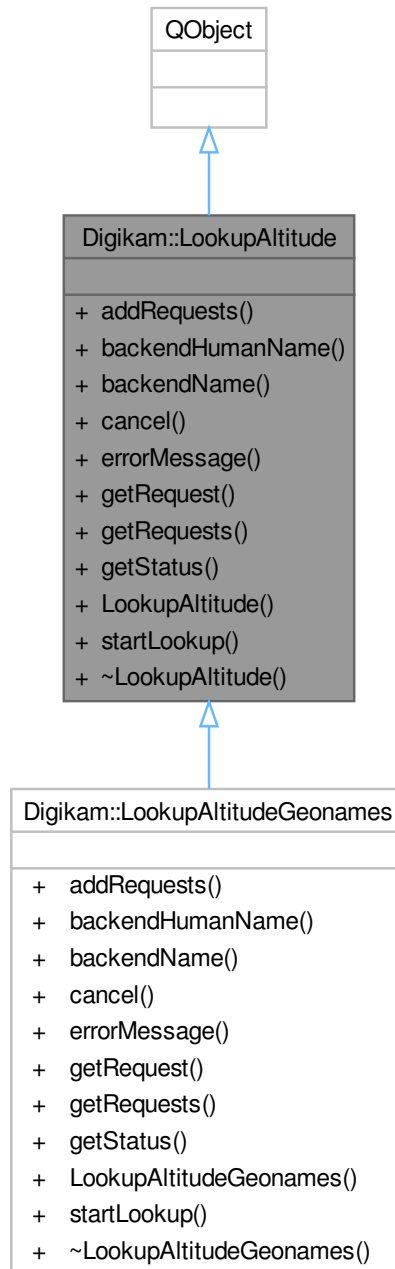 QObject
Digikam::LookupAltitude
+ addRequests()
+ backendHumanName()
+ backendName()
+ cancel()
+ errorMessage()
+ getRequest()
+ getRequests()
+ getStatus()
+ LookupAltitude()
+ startLookup()
+ ~LookupAltitude()
Digikam::LookupAltitudeGeonames
+ addRequests()
+ backendHumanName()
+ backendName()
+ cancel()
+ errorMessage()
+ getRequest()
+ getRequests()
+ getStatus()
+ LookupAltitudeGeonames()
+ startLookup()
+ ~LookupAltitudeGeonames()